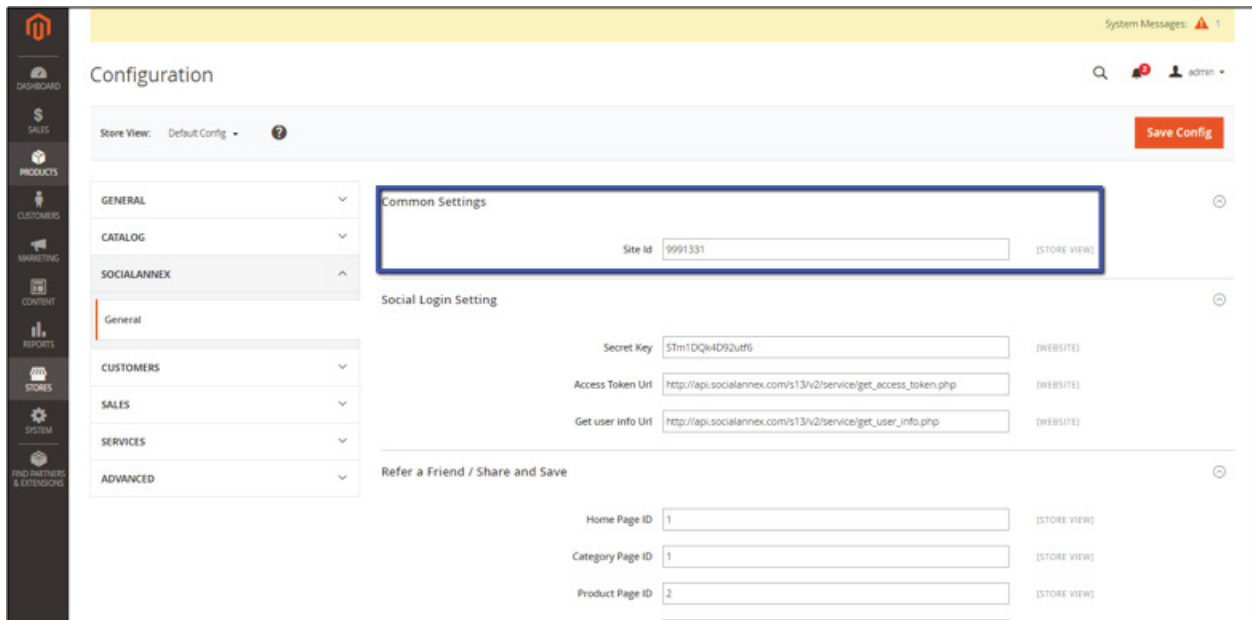 System Messages: 1
DASHBOARD
Configuration
2 admin
SALES
Store View: Default Config ? Save Config
PRODUCTS
CUSTOMERS
MARKETING
CONTENT
REPORTS
STORES
SYSTEM
FIND PARTNERS
& EXTENSIONS
GENERAL
CATALOG
SOCIALANNEX
General
CUSTOMERS
SALES
SERVICES
ADVANCED
Common Settings
Site Id 9991331 [STORE VIEW]
Social Login Setting
Secret Key STm1DQk4D92utf6 [WEBSITE]
Access Token Url http://api.socialannex.com/s13/v2/service/get_access_token.php [WEBSITE]
Get user info Url http://api.socialannex.com/s13/v2/service/get_user_info.php [WEBSITE]
Refer a Friend / Share and Save
Home Page ID 1 [STORE VIEW]
Category Page ID 1 [STORE VIEW]
Product Page ID 2 [STORE VIEW]